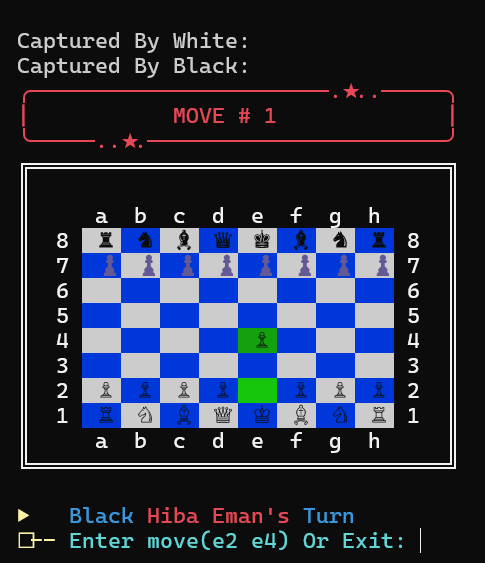 Captured By White:
Captured By Black:
MOVE # 1
a b c d e f g h
8 8
7 7
6 6
5 5
4 4
3 3
2 2
1 1
a b c d e f g h
Black Hiba Eman's Turn
Enter move(e2 e4) Or Exit: